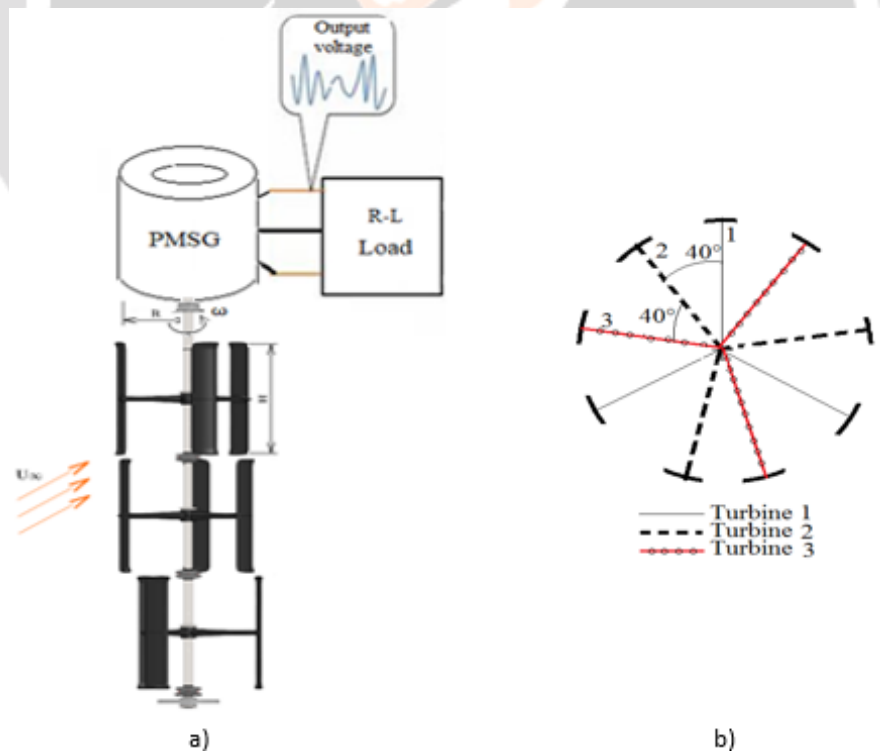 Output
voltage
PMSG
R-L
Load
R
ω
H
U∞
a)
1
2
40°
40°
3
Turbine 1
Turbine 2
Turbine 3
b)